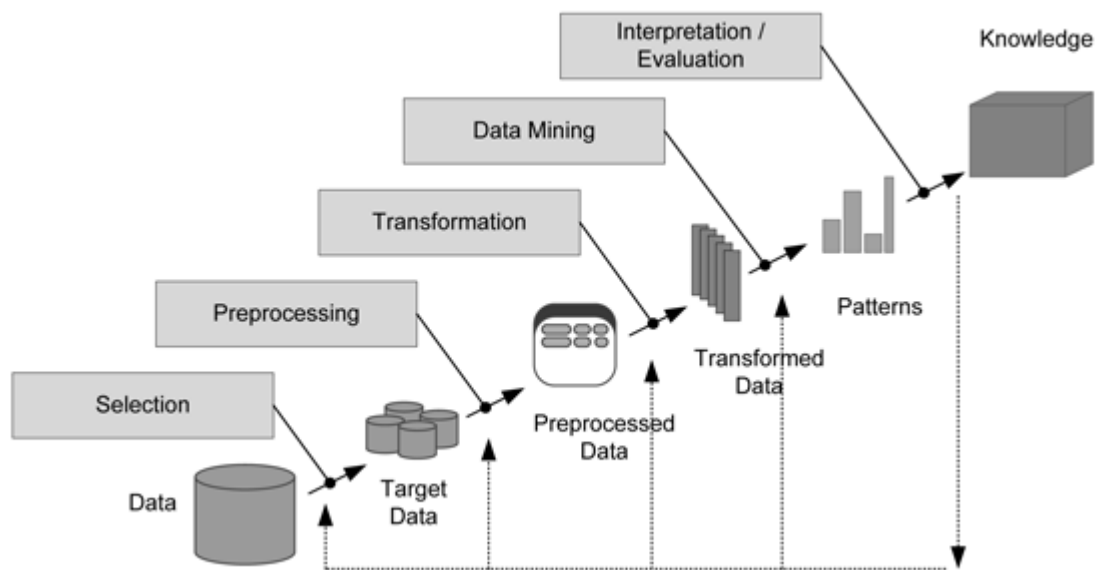 Interpretation /
Evaluation
Knowledge
Data Mining
Transformation
Patterns
Preprocessing
Transformed
Data
Selection
Preprocessed
Data
Target
Data
Data